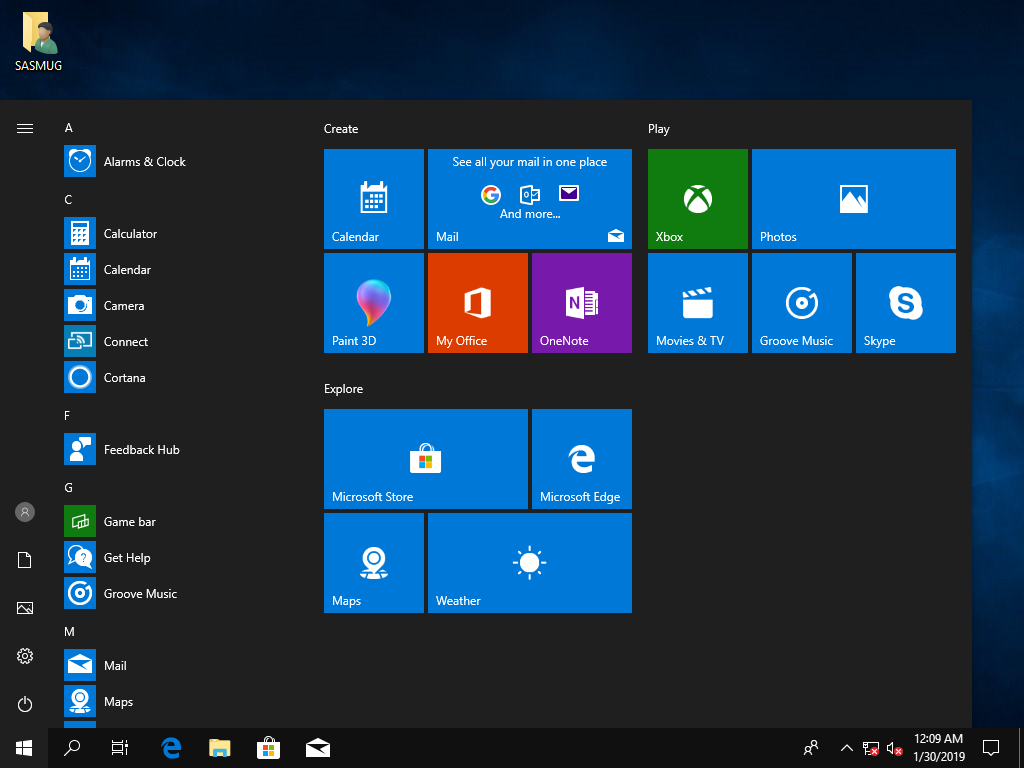 SASMUG
A
Alarms & Clock
C
Calculator
Calendar
Camera
Connect
Cortana
F
Feedback Hub
G
Game bar
Get Help
Groove Music
M
Mail
Maps
Create
Calendar
See all your mail in one place
And more...
Mail
Paint 3D
My Office
OneNote
Play
Xbox
Photos
Movies & TV
Groove Music
Skype
Explore
Microsoft Store
Microsoft Edge
Maps
Weather
12:09 AM
1/30/2019